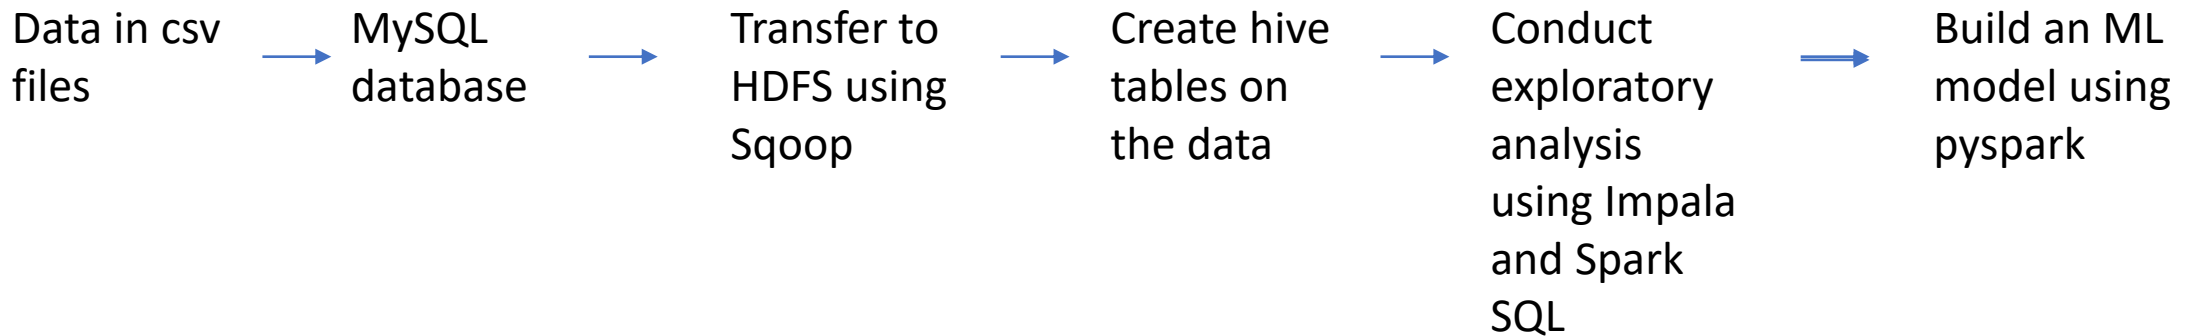 Data in csv
files
MySQL
database
Transfer to
HDFS using
Sqoop
Create hive
tables on
the data
Conduct
exploratory
analysis
using Impala
and Spark
SQL
Build an ML
model using
pyspark